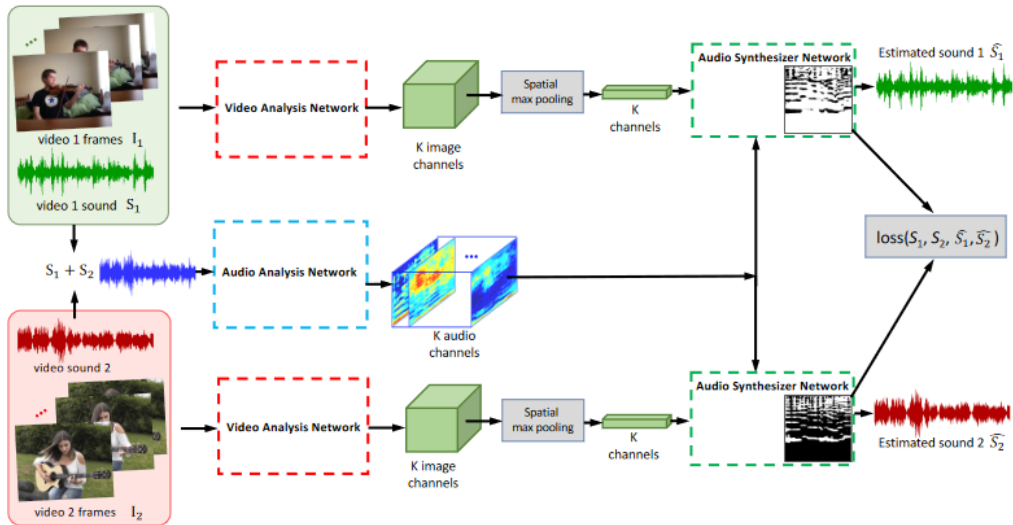 video 1 frames I₁
video 1 sound S₁
Video Analysis Network
K image
channels
Spatial
max pooling
K
channels
Audio Synthesizer Network
Estimated sound 1 Ŝ₁
S₁ + S₂
Audio Analysis Network
...
K audio
channels
loss(S₁, S₂, Ŝ₁, Ŝ₂)
video sound 2
video 2 frames I₂
Video Analysis Network
K image
channels
Spatial
max pooling
K
channels
Audio Synthesizer Network
Estimated sound 2 Ŝ₂